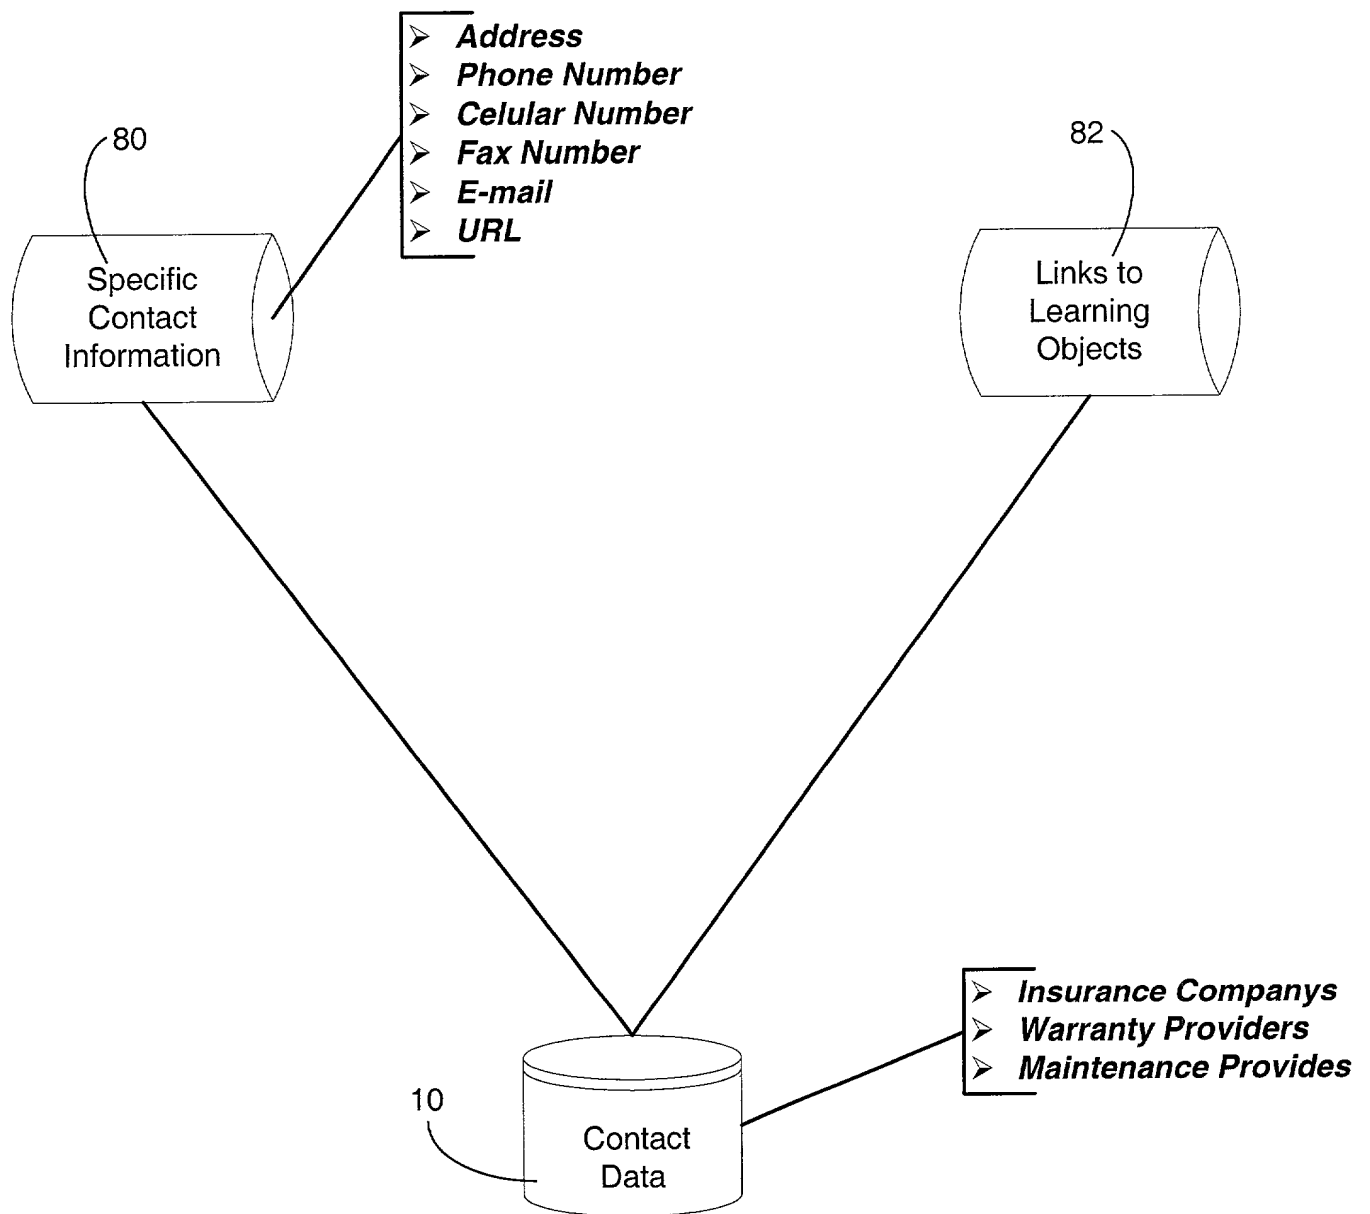 Address
Phone Number
Celular Number
Fax Number
E-mail
URL
80
82
Specific
Contact
Information
Links to
Learning
Objects
Insurance Companys
Warranty Providers
Maintenance Provides
10
Contact
Data